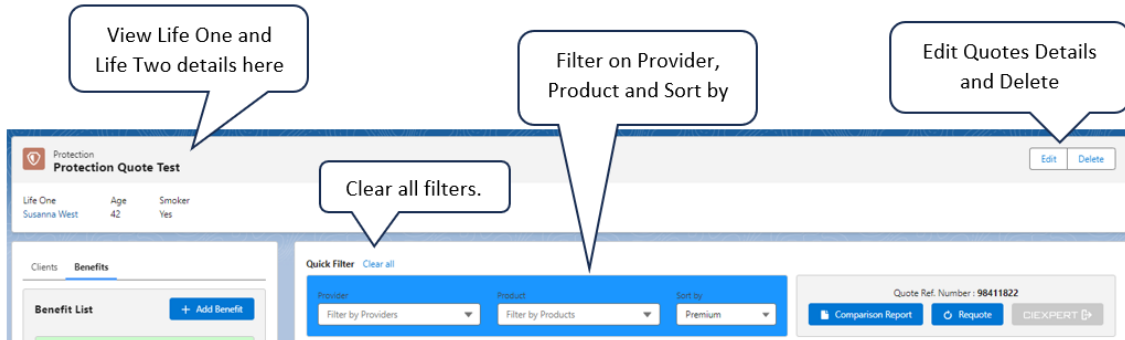 View Life One and
Life Two details here
Filter on Provider,
Product and Sort by
Edit Quotes Details
and Delete
Protection
Protection Quote Test
Edit Delete
Clear all filters.
Life One Age Smoker
Susanna West 42 Yes
Clients Benefits
Quick Filter Clear all
Benefit List + Add Benefit
Provider Product Sort by
Filter by Providers Filter by Products Premium
Quote Ref. Number : 98411822
Comparison Report Requote CIEXPERT